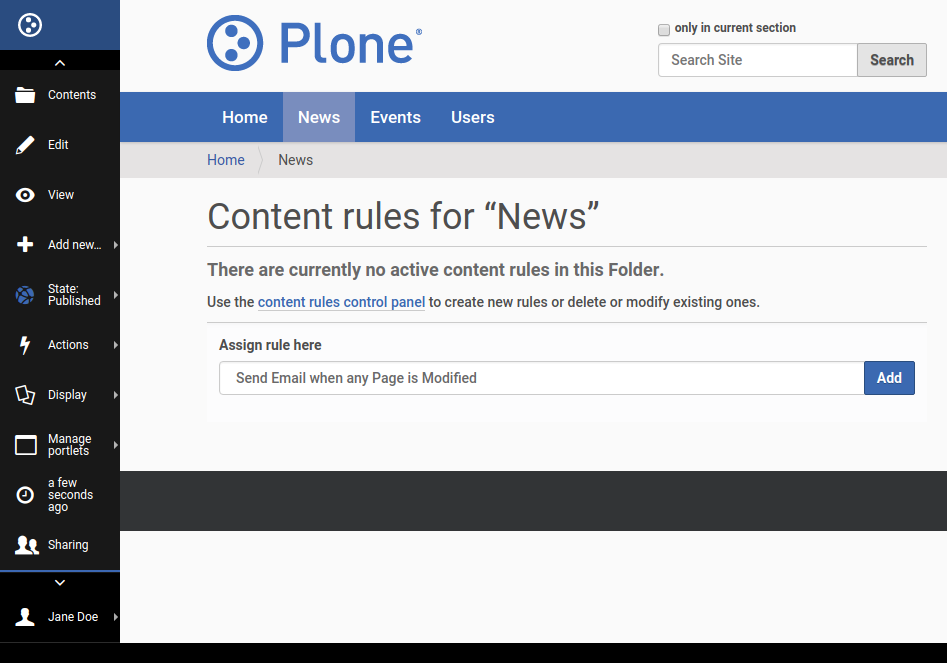 Contents
Edit
View
Add new...
State:
Published
Actions
Display
Manage
portlets
a few
seconds
ago
Sharing
Jane Doe
Plone®
only in current section
Search Site
Search
Home
News
Events
Users
Home
News
Content rules for “News”
There are currently no active content rules in this Folder.
Use the content rules control panel to create new rules or delete or modify existing ones.
Assign rule here
Send Email when any Page is Modified
Add